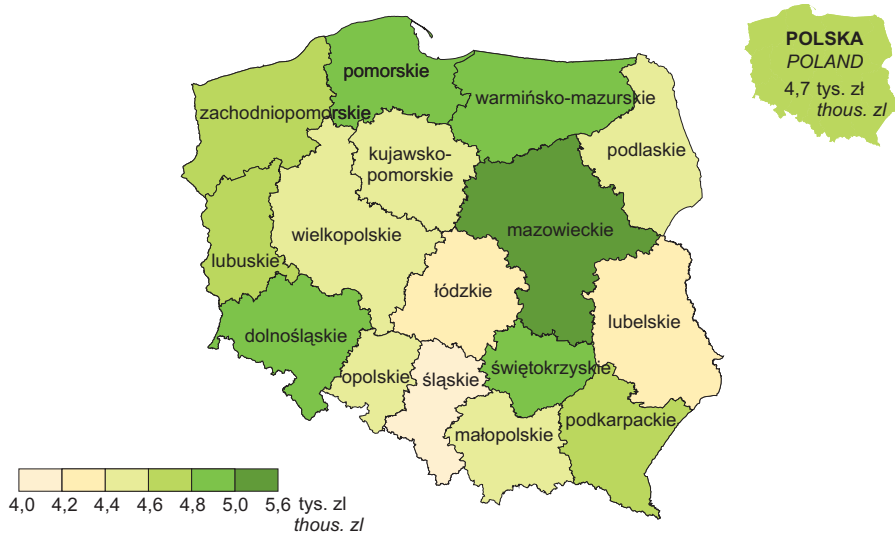 POLSKA
POLAND
4,7 tys. zł
thous. zl
pomorskie
warmińsko-mazurskie
zachodniopomorskie
podlaskie
kujawsko-
pomorskie
wielkopolskie
mazowieckie
lubuskie
łódzkie
lubelskie
dolnośląskie
opolskie
śląskie
świętokrzyskie
podkarpackie
małopolskie
4,0 4,2 4,4 4,6 4,8 5,0 5,6 tys. zl
thous. zl